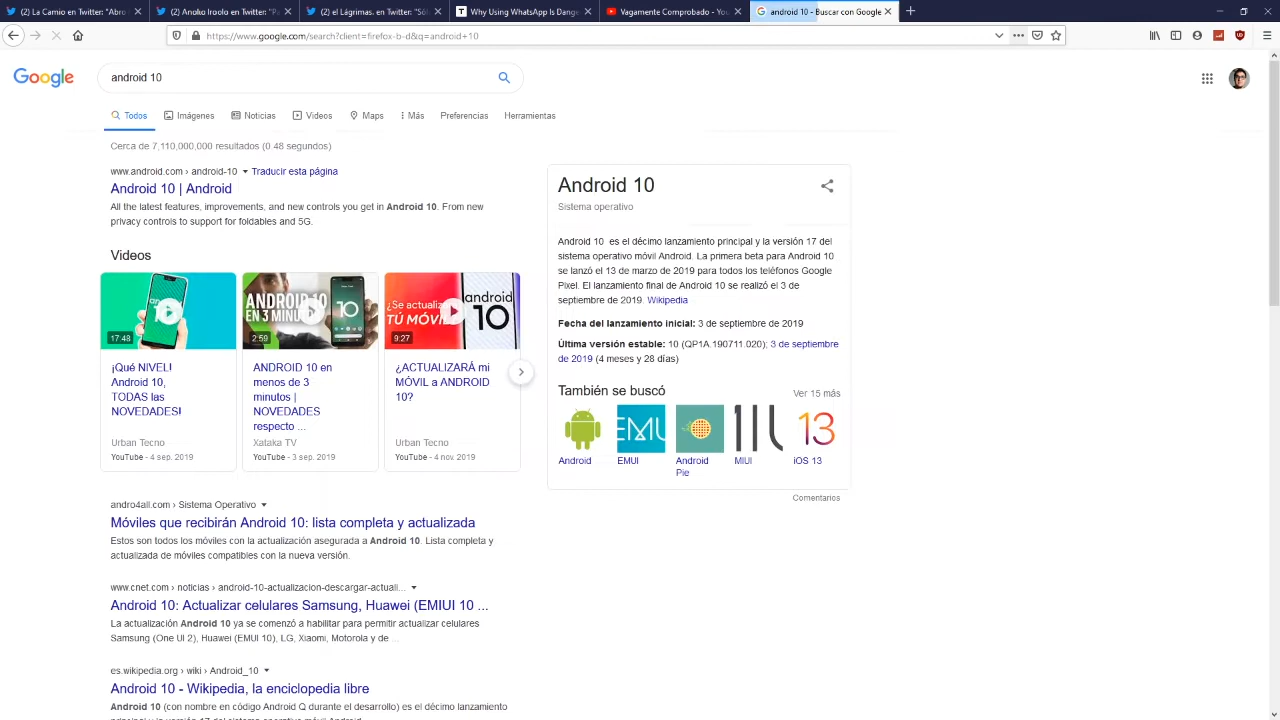 (2) La Camio en Twitter: "Abro
(2) Anoko Iroolo en Twitter: "Pa
(2) el Lágrimas. en Twitter: "Sól
Why Using WhatsApp Is Dange
Vagamente Comprobado - You
android 10 - Buscar con Google
https://www.google.com/search?client=firefox-b-d&q=android+10
Google
android 10
Todos
Imágenes
Noticias
Videos
Maps
Más
Preferencias
Herramientas
Cerca de 7,110,000,000 resultados (0.48 segundos)
www.android.com › android-10 Traducir esta página
Android 10 | Android
All the latest features, improvements, and new controls you get in Android 10. From new
privacy controls to support for foldables and 5G.
Videos
17:48
¡Qué NIVEL!
Android 10,
TODAS las
NOVEDADES!
Urban Tecno
YouTube - 4 sep. 2019
ANDROID 10
EN 3 MINUTOS
10
2:59
ANDROID 10 en
menos de 3
minutos |
NOVEDADES
respecto ...
Xataka TV
YouTube - 3 sep. 2019
¿Se actualiza
TÚ MÓVIL
android
10
9:27
¿ACTUALIZARÁ mi
MÓVIL a ANDROID
10?
Urban Tecno
YouTube - 4 nov. 2019
andro4all.com › Sistema Operativo
Móviles que recibirán Android 10: lista completa y actualizada
Estos son todos los móviles con la actualización asegurada a Android 10. Lista completa y
actualizada de móviles compatibles con la nueva versión.
www.cnet.com › noticias › android-10-actualizacion-descargar-actuali...
Android 10: Actualizar celulares Samsung, Huawei (EMIUI 10 ...
La actualización Android 10 ya se comenzó a habilitar para permitir actualizar celulares
Samsung (One UI 2), Huawei (EMUI 10), LG, Xiaomi, Motorola y de ...
es.wikipedia.org › wiki › Android_10
Android 10 - Wikipedia, la enciclopedia libre
Android 10 (con nombre en código Android Q durante el desarrollo) es el décimo lanzamiento
principal y la versión 17 del sistema operativo móvil Android.
Android 10
Sistema operativo
Android 10 es el décimo lanzamiento principal y la versión 17 del
sistema operativo móvil Android. La primera beta para Android 10
se lanzó el 13 de marzo de 2019 para todos los teléfonos Google
Pixel. El lanzamiento final de Android 10 se realizó el 3 de
septiembre de 2019. Wikipedia
Fecha del lanzamiento inicial: 3 de septiembre de 2019
Última versión estable: 10 (QP1A.190711.020); 3 de septiembre
de 2019 (4 meses y 28 días)
También se buscó
Ver 15 más
EMU
13
Android
EMUI
Android
Pie
MIUI
iOS 13
Comentarios